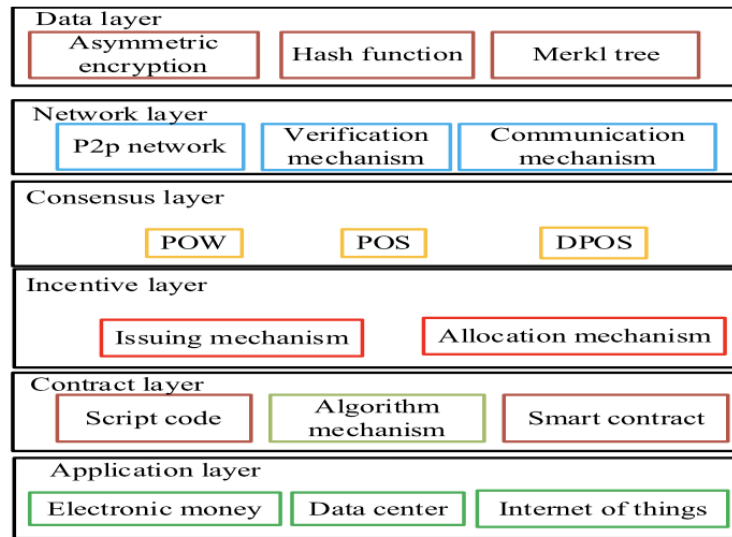 Data layer
Asymmetric
encryption
Hash function
Merkl tree
Network layer
P2p network
Verification
mechanism
Communication
mechanism
Consensus layer
POW
POS
DPOS
Incentive layer
Issuing mechanism
Allocation mechanism
Contract layer
Script code
Algorithm
mechanism
Smart contract
Application layer
Electronic money
Data center
Internet of things